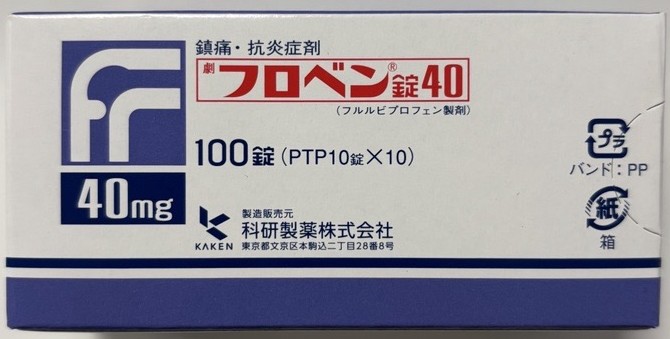 鎮痛・抗炎症剤
劇 フロベン®錠40
(フルルビプロフェン製剤)
100錠(PTP10錠×10)
40mg
製造販売元
科研製薬株式会社
KAKEN
東京都文京区本駒込二丁目28番8号
プラ
バンド:PP
紙
箱